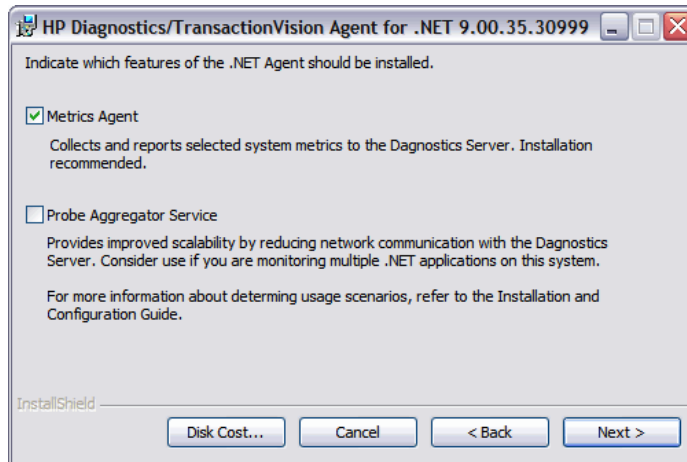 HP Diagnostics/TransactionVision Agent for .NET 9.00.35.30999
Indicate which features of the .NET Agent should be installed.
Metrics Agent
Collects and reports selected system metrics to the Dagnostics Server. Installation
recommended.
Probe Aggregator Service
Provides improved scalability by reducing network communication with the Dagnostics
Server. Consider use if you are monitoring multiple .NET applications on this system.
For more information about determing usage scenarios, refer to the Installation and
Configuration Guide.
InstallShield
Disk Cost...
Cancel
< Back
Next >